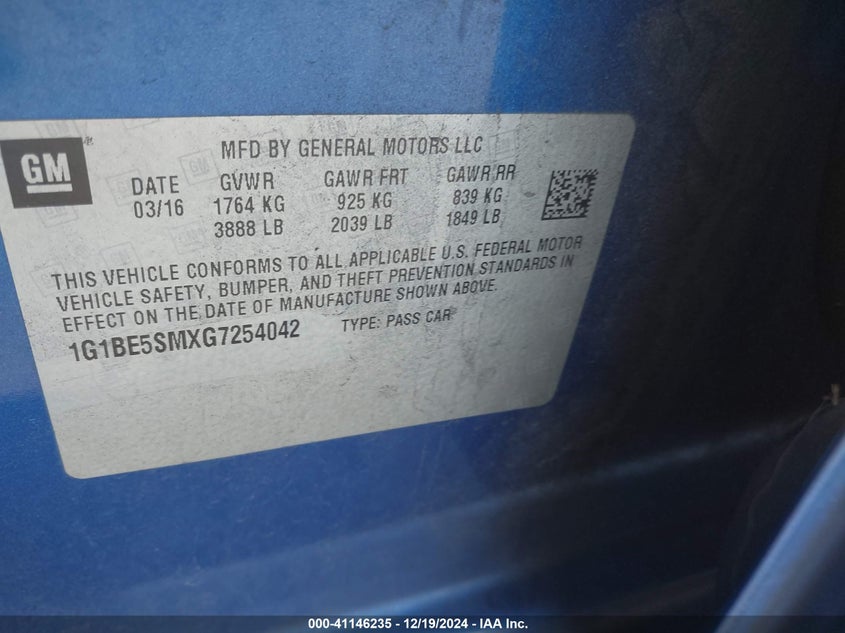 GM
MFD BY GENERAL MOTORS LLC
DATE GVWR GAWR FRT GAWR RR
03/16 1764 KG 925 KG 839 KG
3888 LB 2039 LB 1849 LB
THIS VEHICLE CONFORMS TO ALL APPLICABLE U.S. FEDERAL MOTOR
VEHICLE SAFETY, BUMPER, AND THEFT PREVENTION STANDARDS IN
EFFECT ON THE DATE OF MANUFACTURE SHOWN ABOVE.
1G1BE5SMXG7254042 TYPE: PASS CAR
000-41146235 - 12/19/2024 - IAA Inc.